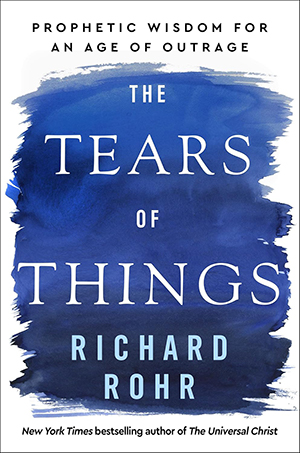 PROPHETIC WISDOM FOR
AN AGE OF OUTRAGE
THE
TEARS
OF
THINGS
RICHARD
ROHR
New York Times bestselling author of The Universal Christ